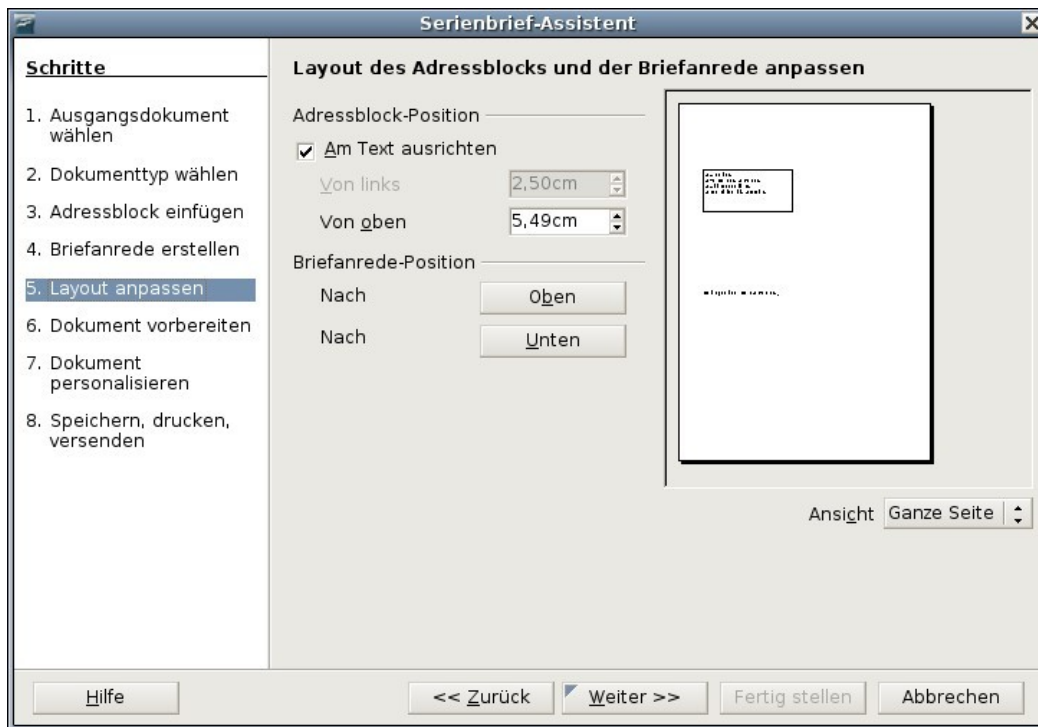 Serienbrief-Assistent
Schritte
1. Ausgangsdokument
wählen
2. Dokumenttyp wählen
3. Adressblock einfügen
4. Briefanrede erstellen
5. Layout anpassen
6. Dokument vorbereiten
7. Dokument
personalisieren
8. Speichern, drucken,
versenden
Layout des Adressblocks und der Briefanrede anpassen
Adressblock-Position
Am Text ausrichten
Von links 2,50cm
Von oben 5,49cm
Briefanrede-Position
Nach Oben
Nach Unten
Ansicht Ganze Seite
Hilfe << Zurück Weiter >> Fertig stellen Abbrechen